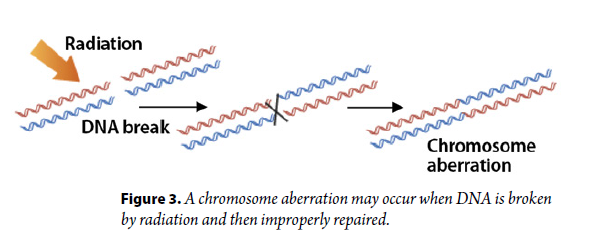 Radiation
DNA break
Chromosome
aberration
Figure 3. A chromosome aberration may occur when DNA is broken
by radiation and then improperly repaired.